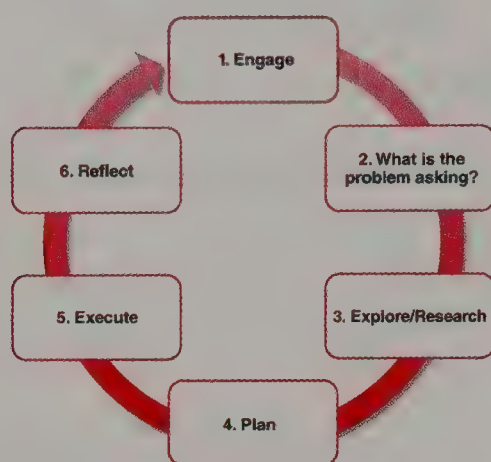 1. Engage
2. What is the
problem asking?
3. Explore/Research
4. Plan
5. Execute
6. Reflect